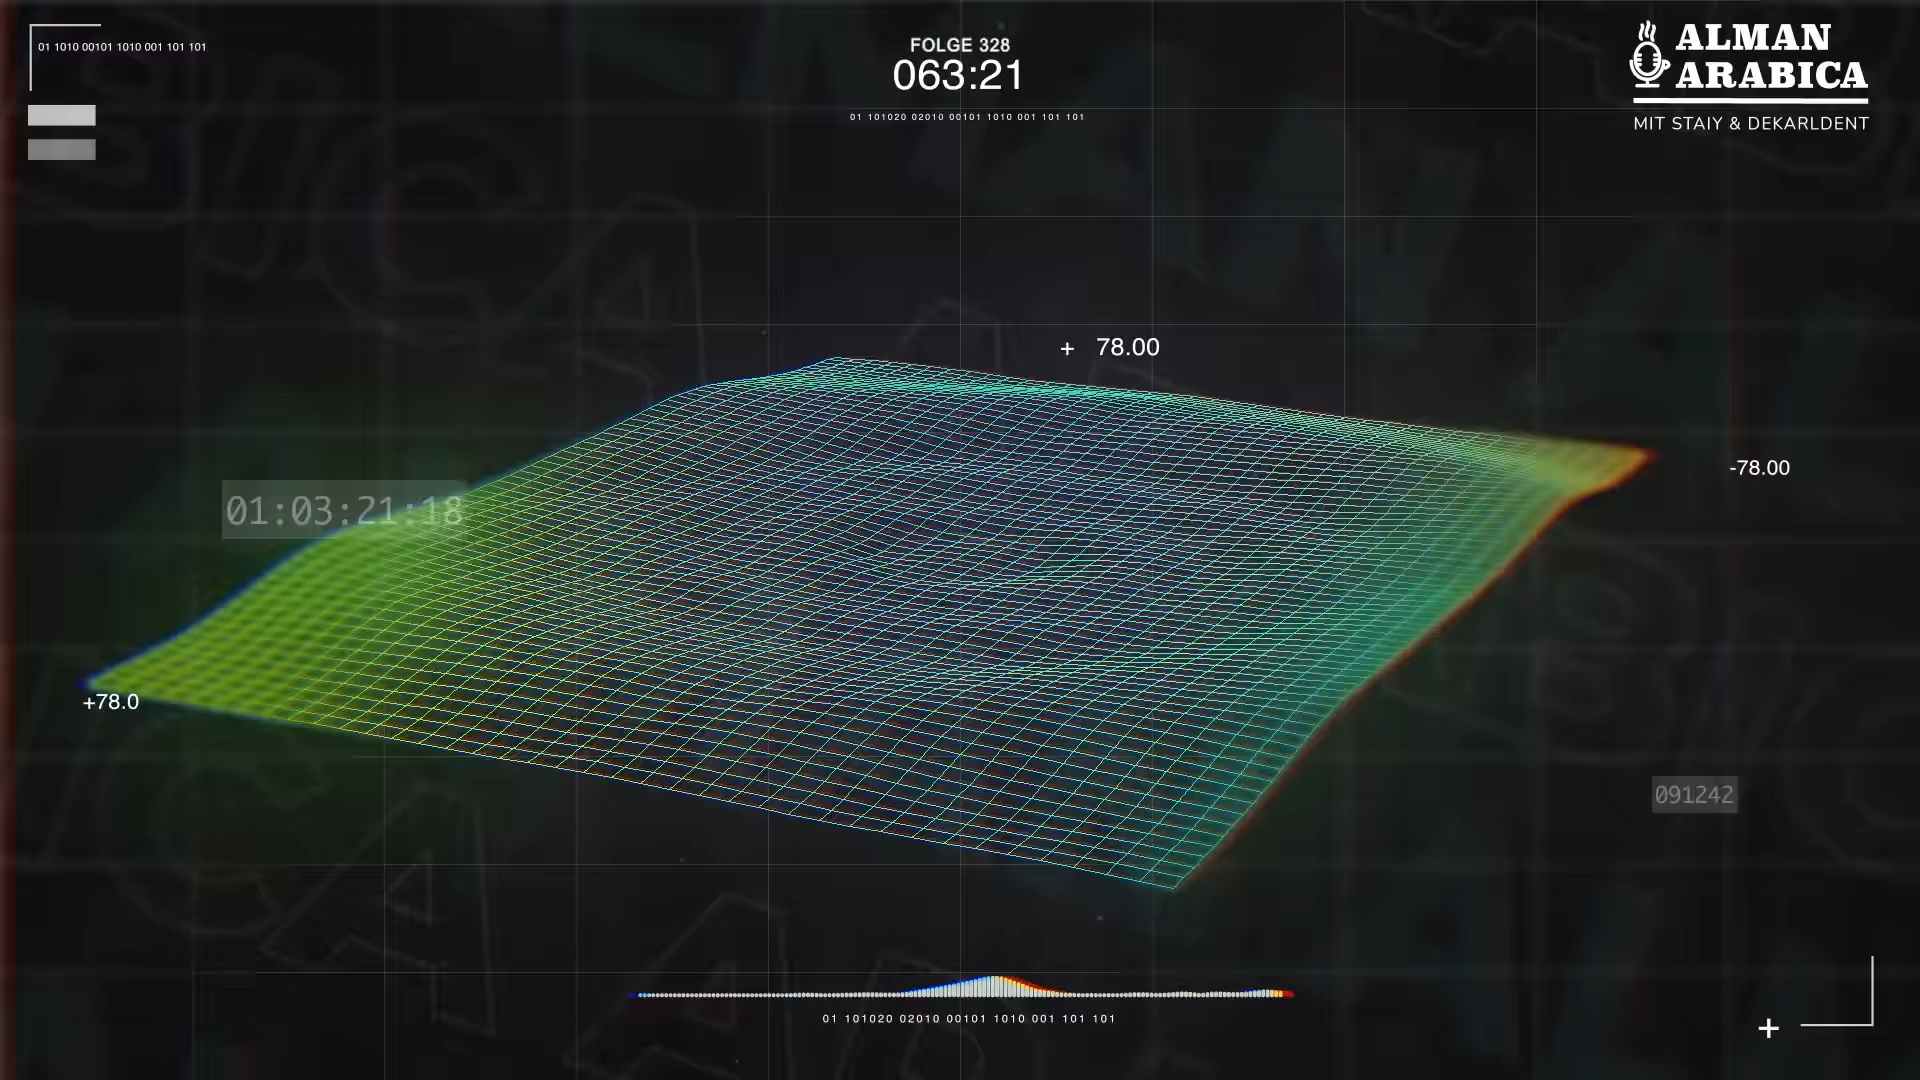 01 1010 00101 1010 001 101 101
FOLGE 328
063:21
01 101020 02010 00101 1010 001 101 101
ALMAN
ARABICA
MIT STAIY & DEKARLDENT
+ 78.00
-78.00
01:03:21:18
+78.0
091242
01 101020 02010 00101 1010 001 101 101
+